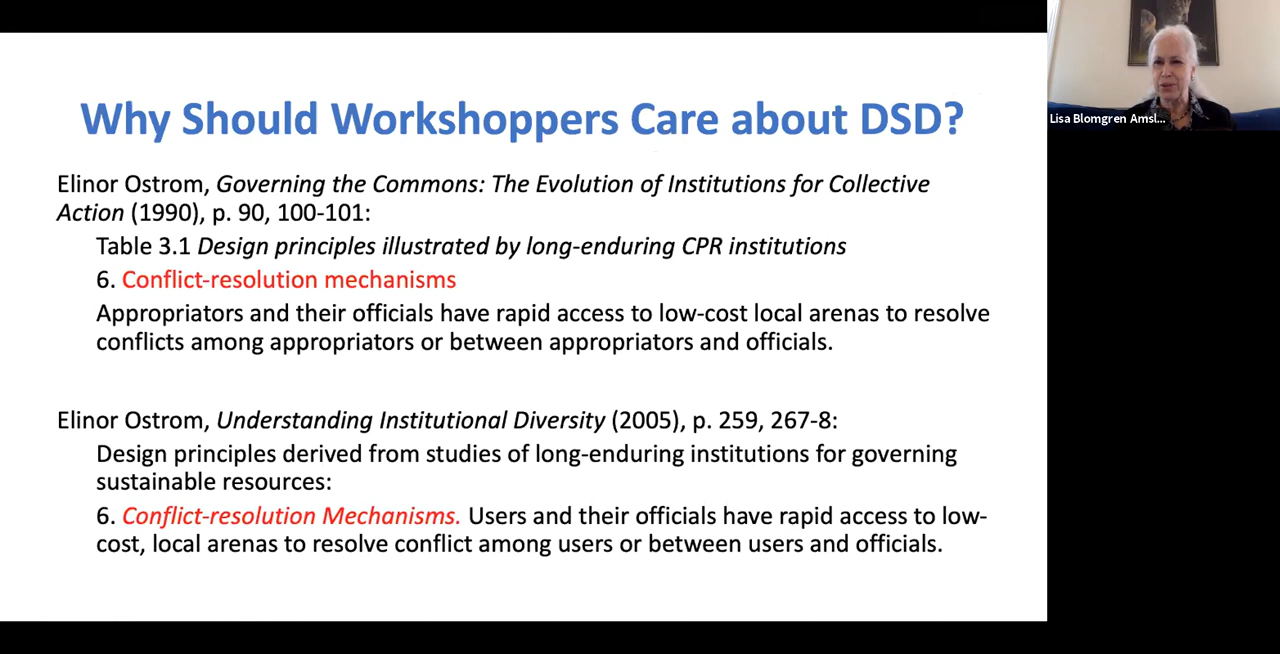 Why Should Workshoppers Care about DSD?
Elinor Ostrom, Governing the Commons: The Evolution of Institutions for Collective
Action (1990), p. 90, 100-101:
Table 3.1 Design principles illustrated by long-enduring CPR institutions
6. Conflict-resolution mechanisms
Appropriators and their officials have rapid access to low-cost local arenas to resolve
conflicts among appropriators or between appropriators and officials.
Elinor Ostrom, Understanding Institutional Diversity (2005), p. 259, 267-8:
Design principles derived from studies of long-enduring institutions for governing
sustainable resources:
6. Conflict-resolution Mechanisms. Users and their officials have rapid access to low-
cost, local arenas to resolve conflict among users or between users and officials.
Lisa Blomgren Amsl...